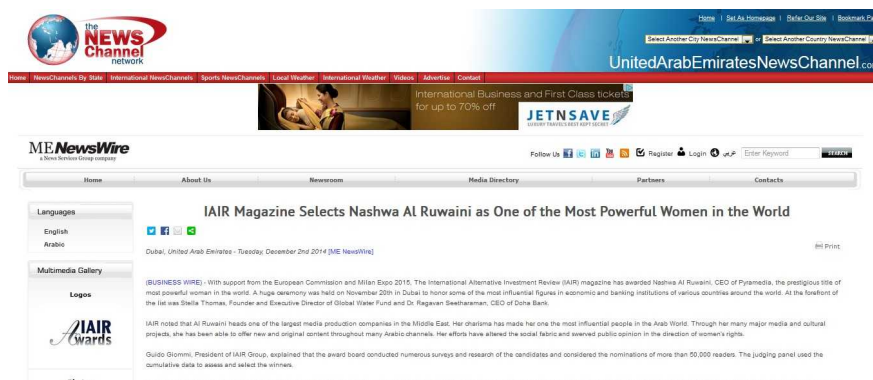 the
NEWS
Channel
network
Home | Set As Homepage | Refer Our Site | Bookmark
Select Another City NewsChannel or Select Another Country NewsChannel
UnitedArabEmiratesNewsChannel.com
Home NewsChannels By State International NewsChannels Sports NewsChannels Local Weather International Weather Videos Advertise Contact
International Business and First Class tickets
for up to 70% off
JETNSAVE
LUXURY TRAVEL'S BEST KEPT SECRET
ME NewsWire
a News Services Group company
Follow Us Register Login عربي Enter Keyword SEARCH
Home About Us Newsroom Media Directory Partners Contacts
Languages
English
Arabic
Multimedia Gallery
Logos
IAIR
Awards
IAIR Magazine Selects Nashwa Al Ruwaini as One of the Most Powerful Women in the World
Print
Dubai, United Arab Emirates - Tuesday, December 2nd 2014 [ME NewsWire]
(BUSINESS WIRE) - With support from the European Commission and Milan Expo 2015, The International Alternative Investment Review (IAIR) magazine has awarded Nashwa Al Ruwaini, CEO of Pyramedia, the prestigious title of
most powerful woman in the world. A huge ceremony was held on November 20th in Dubai to honor some of the most influential figures in economic and banking institutions of various countries around the world. At the forefront of
the list was Stella Thomas, Founder and Executive Director of Global Water Fund and Dr. Ragavan Seetharaman, CEO of Doha Bank.
IAIR noted that Al Ruwaini heads one of the largest media production companies in the Middle East. Her charisma has made her one the most influential people in the Arab World. Through her many major media and cultural
projects, she has been able to offer new and original content throughout many Arabic channels. Her efforts have altered the social fabric and swerved public opinion in the direction of women's rights.
Guido Giommi, President of IAIR Group, explained that the award board conducted numerous surveys and research of the candidates and considered the nominations of more than 50,000 readers. The judging panel used the
cumulative data to assess and select the winners.